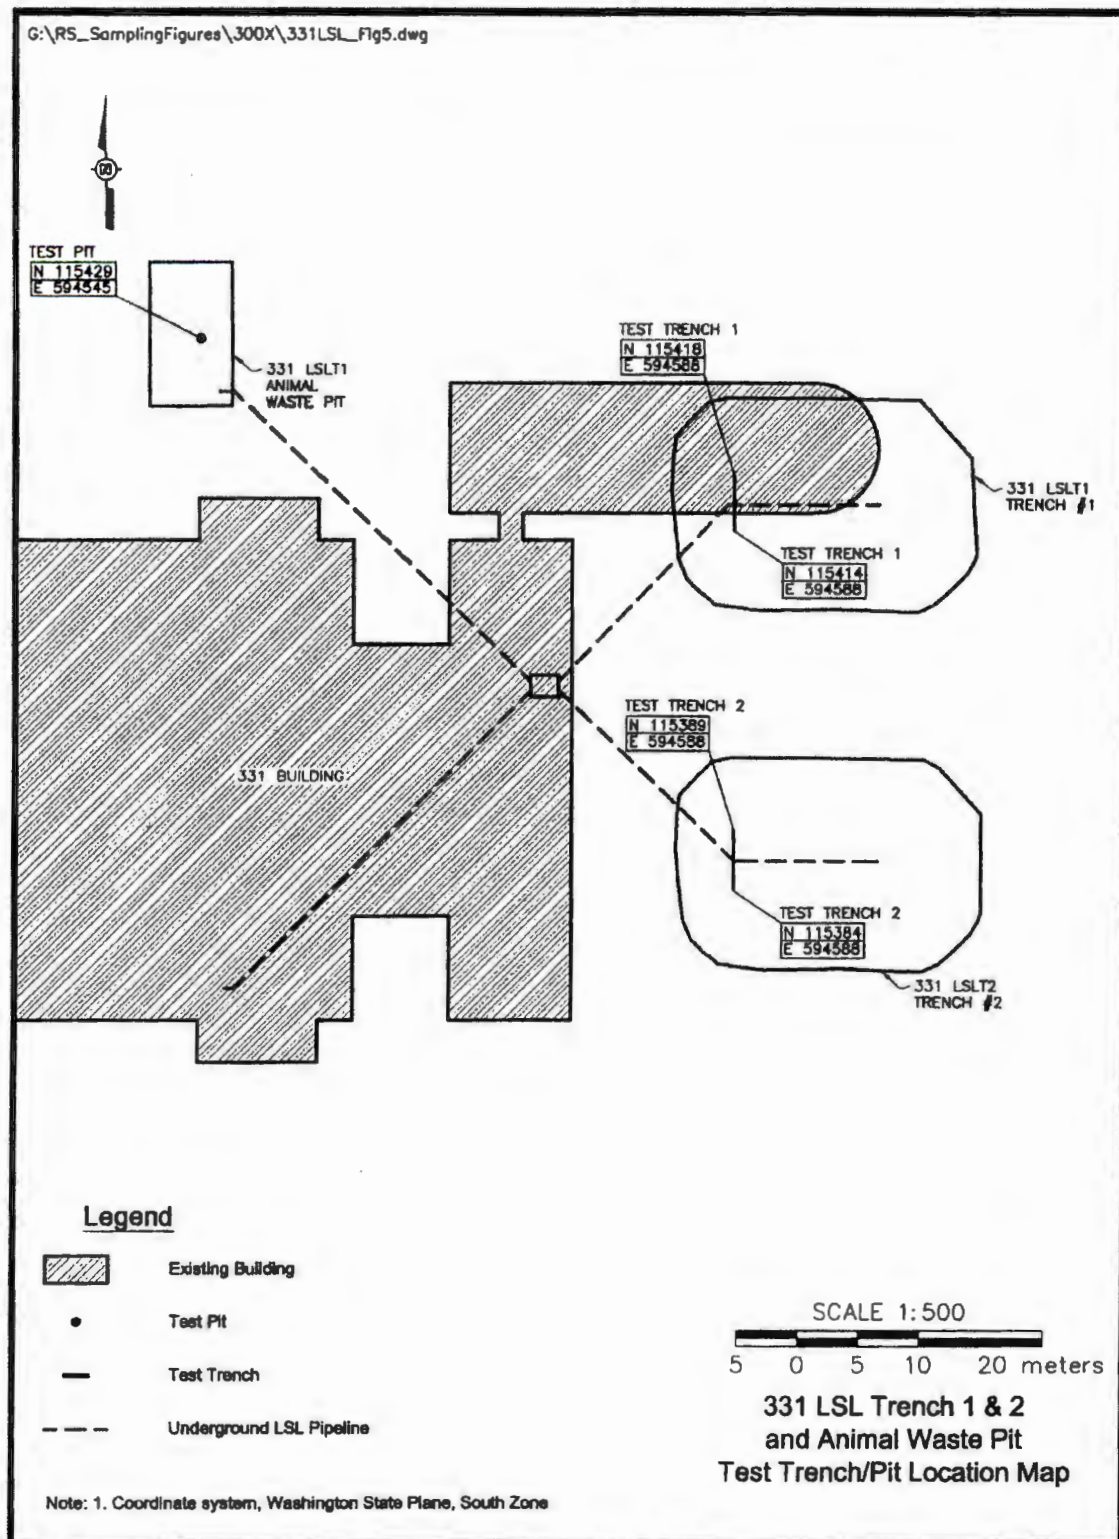 G:\RS_SamplingFigures\300X\331LSL_Fig5.dwg
TEST PIT
N 115429
E 594545
331 LSLT1
ANIMAL
WASTE PIT
TEST TRENCH 1
N 115418
E 594588
331 LSLT1
TRENCH #1
TEST TRENCH 1
N 115414
E 594588
TEST TRENCH 2
N 115389
E 594588
331 BUILDING
TEST TRENCH 2
N 115384
E 594588
331 LSLT2
TRENCH #2
Legend
Existing Building
Test Pit
Test Trench
Underground LSL Pipeline
SCALE 1:500
5 0 5 10 20 meters
331 LSL Trench 1 & 2
and Animal Waste Pit
Test Trench/Pit Location Map
Note: 1. Coordinate system, Washington State Plane, South Zone